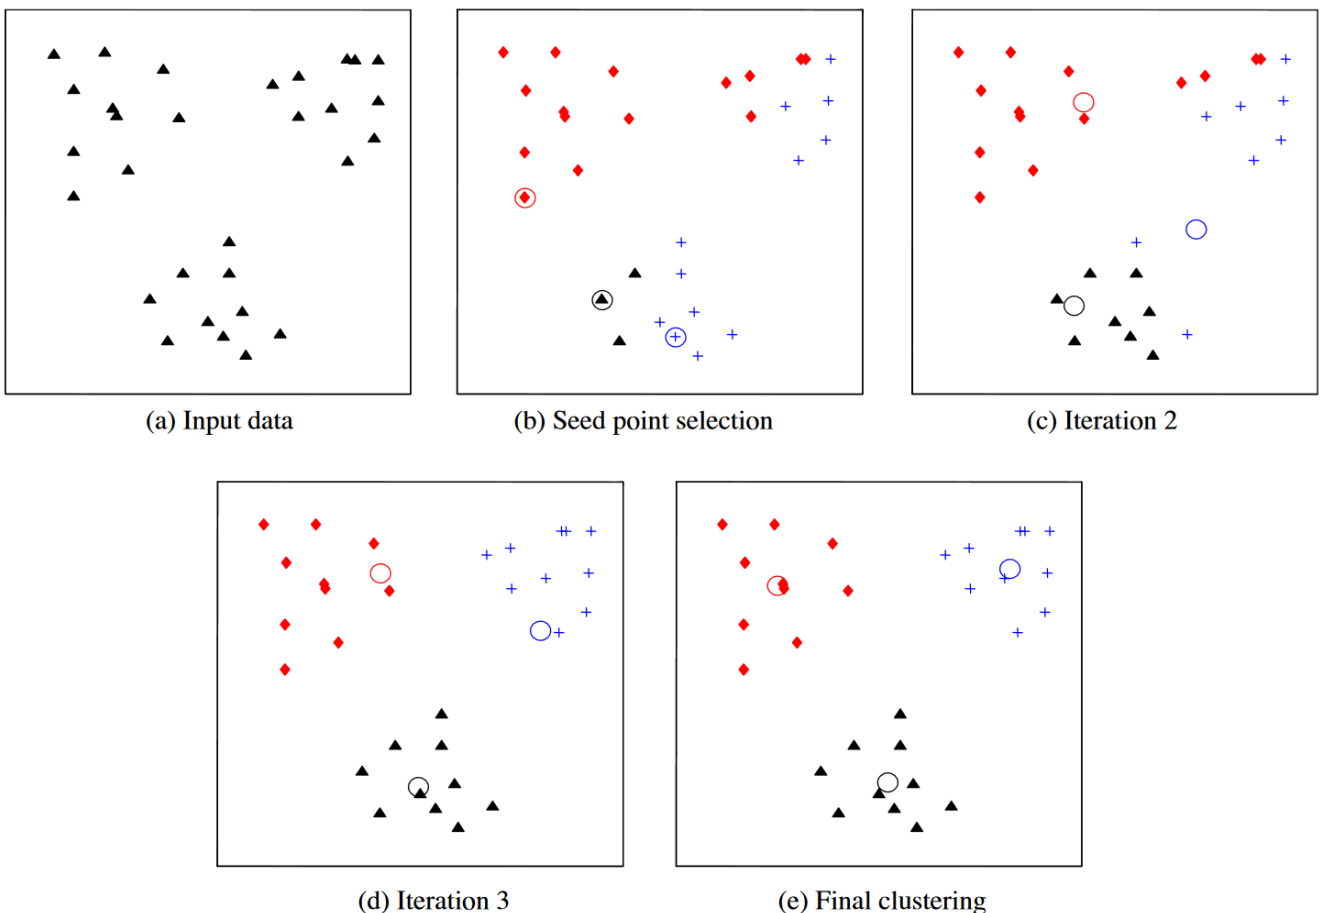 (a) Input data
(b) Seed point selection
(c) Iteration 2
(d) Iteration 3
(e) Final clustering